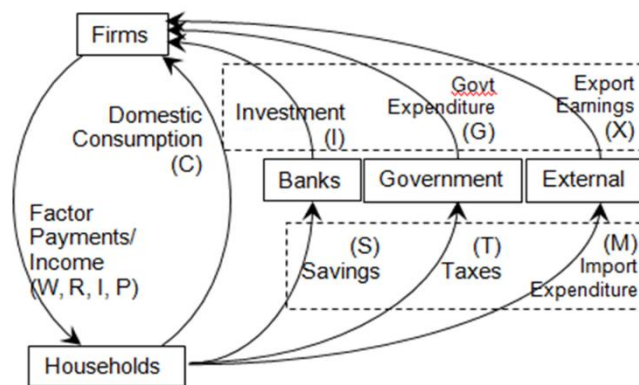 Firms
Domestic
Consumption
(C)
Investment
(I)
Govt
Expenditure
(G)
Export
Earnings
(X)
Banks
Government
External
Factor
Payments/
Income
(W, R, I, P)
(S)
Savings
(T)
Taxes
(M)
Import
Expenditure
Households